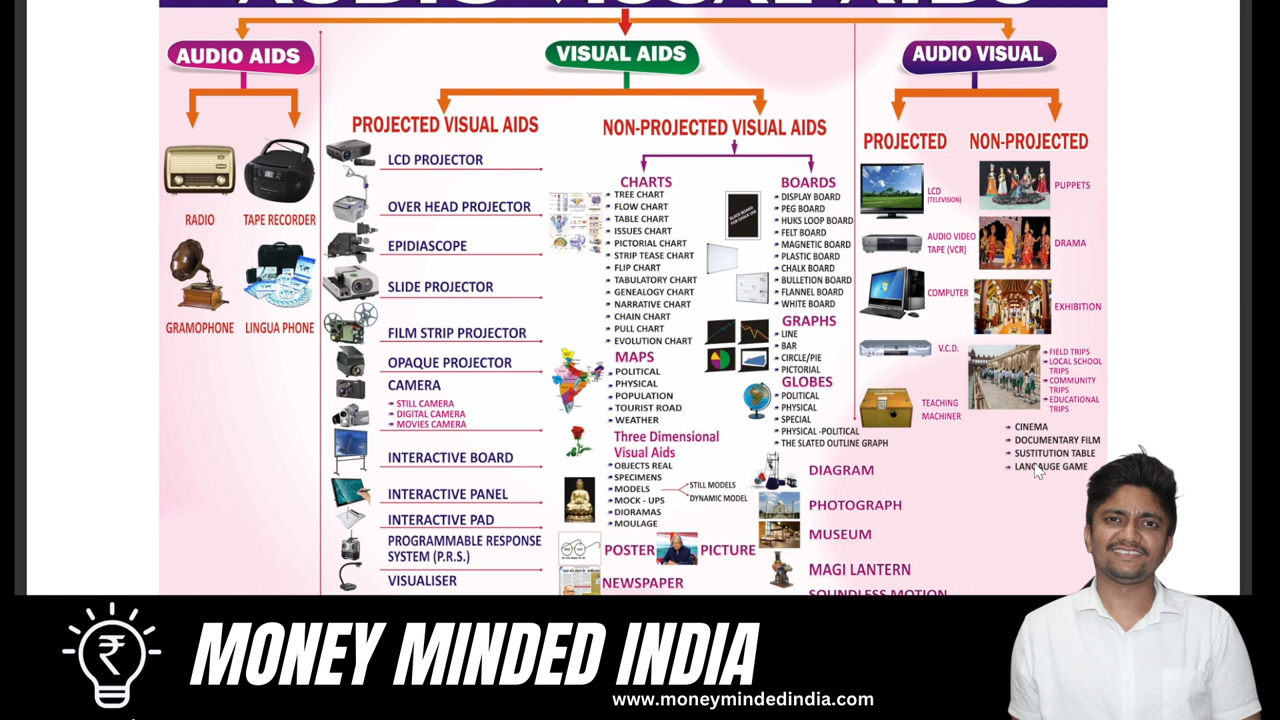 AUDIO VISUAL AIDS
AUDIO AIDS
VISUAL AIDS
AUDIO VISUAL
RADIO
TAPE RECORDER
GRAMOPHONE
LINGUA PHONE
PROJECTED VISUAL AIDS
LCD PROJECTOR
OVER HEAD PROJECTOR
EPIDIASCOPE
SLIDE PROJECTOR
FILM STRIP PROJECTOR
OPAQUE PROJECTOR
CAMERA
STILL CAMERA
DIGITAL CAMERA
MOVIES CAMERA
INTERACTIVE BOARD
INTERACTIVE PANEL
INTERACTIVE PAD
PROGRAMMABLE RESPONSE
SYSTEM (P.R.S.)
VISUALISER
NON-PROJECTED VISUAL AIDS
CHARTS
TREE CHART
FLOW CHART
TABLE CHART
ISSUES CHART
PICTORIAL CHART
STRIP TEASE CHART
FLIP CHART
TABULATORY CHART
GENEALOGY CHART
NARRATIVE CHART
CHAIN CHART
PULL CHART
EVOLUTION CHART
MAPS
POLITICAL
PHYSICAL
POPULATION
TOURIST ROAD
WEATHER
Three Dimensional
Visual Aids
OBJECTS REAL
SPECIMENS
MODELS
STILL MODELS
DYNAMIC MODEL
MOCK - UPS
DIORAMAS
MOULAGE
POSTER
PICTURE
NEWSPAPER
BOARDS
DISPLAY BOARD
PEG BOARD
HUKS LOOP BOARD
FELT BOARD
MAGNETIC BOARD
PLASTIC BOARD
CHALK BOARD
BULLETION BOARD
FLANNEL BOARD
WHITE BOARD
GRAPHS
LINE
BAR
CIRCLE/PIE
PICTORIAL
GLOBES
POLITICAL
PHYSICAL
SPECIAL
PHYSICAL -POLITICAL
THE SLATED OUTLINE GRAPH
DIAGRAM
PHOTOGRAPH
MUSEUM
MAGI LANTERN
SOUNDLESS MOTION
PROJECTED
LCD
(TELEVISION)
AUDIO VIDEO
TAPE (VCR)
COMPUTER
V.C.D.
TEACHING
MACHINER
NON-PROJECTED
PUPPETS
DRAMA
EXHIBITION
FIELD TRIPS
LOCAL SCHOOL
TRIPS
COMMUNITY
TRIPS
EDUCATIONAL
TRIPS
CINEMA
DOCUMENTARY FILM
SUSTITUTION TABLE
LANGAUGE GAME
₹
MONEY MINDED INDIA
www.moneymindedindia.com